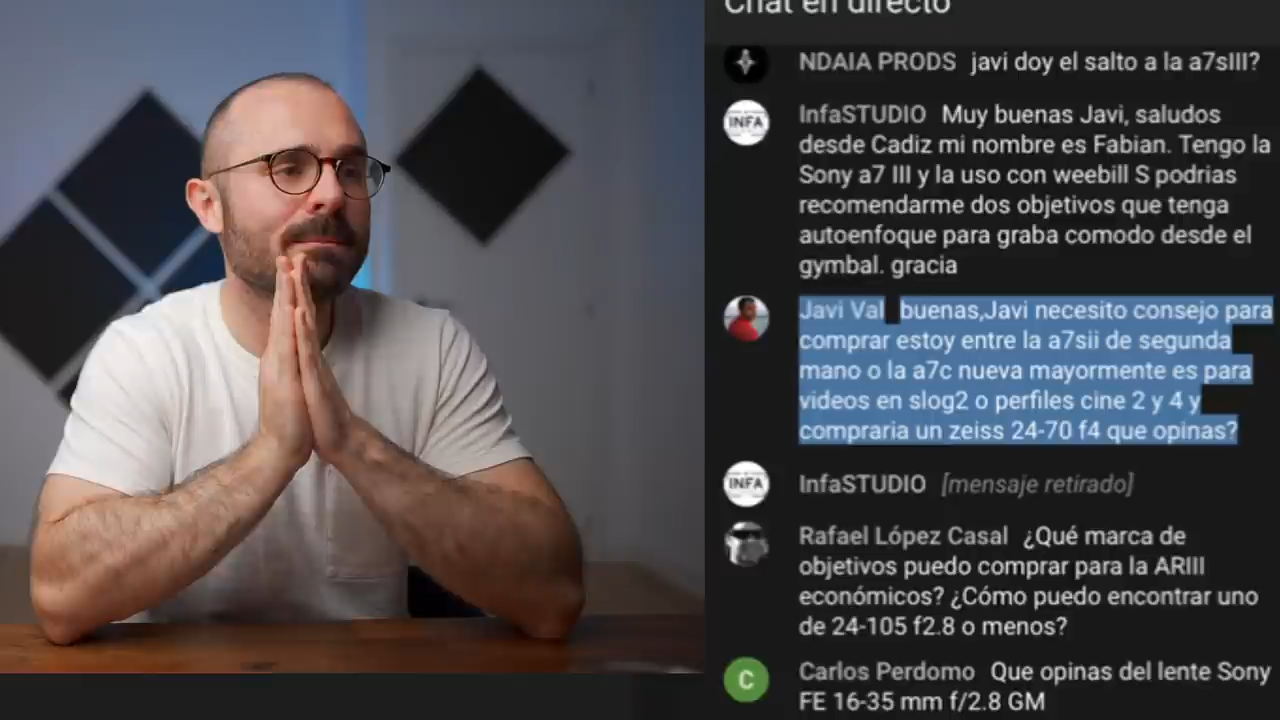 Chat en directo
NDAIA PRODS javi doy el salto a la a7sIII?
INFA
InfaSTUDIO Muy buenas Javi, saludos
desde Cadiz mi nombre es Fabian. Tengo la
Sony a7 III y la uso con weebill S podrias
recomendarme dos objetivos que tenga
autoenfoque para graba comodo desde el
gymbal. gracia
Javi Val buenas,Javi necesito consejo para
comprar estoy entre la a7sii de segunda
mano o la a7c nueva mayormente es para
videos en slog2 o perfiles cine 2 y 4 y
compraria un zeiss 24-70 f4 que opinas?
INFA
InfaSTUDIO [mensaje retirado]
Rafael López Casal ¿Qué marca de
objetivos puedo comprar para la ARIII
económicos? ¿Cómo puedo encontrar uno
de 24-105 f2.8 o menos?
C
Carlos Perdomo Que opinas del lente Sony
FE 16-35 mm f/2.8 GM